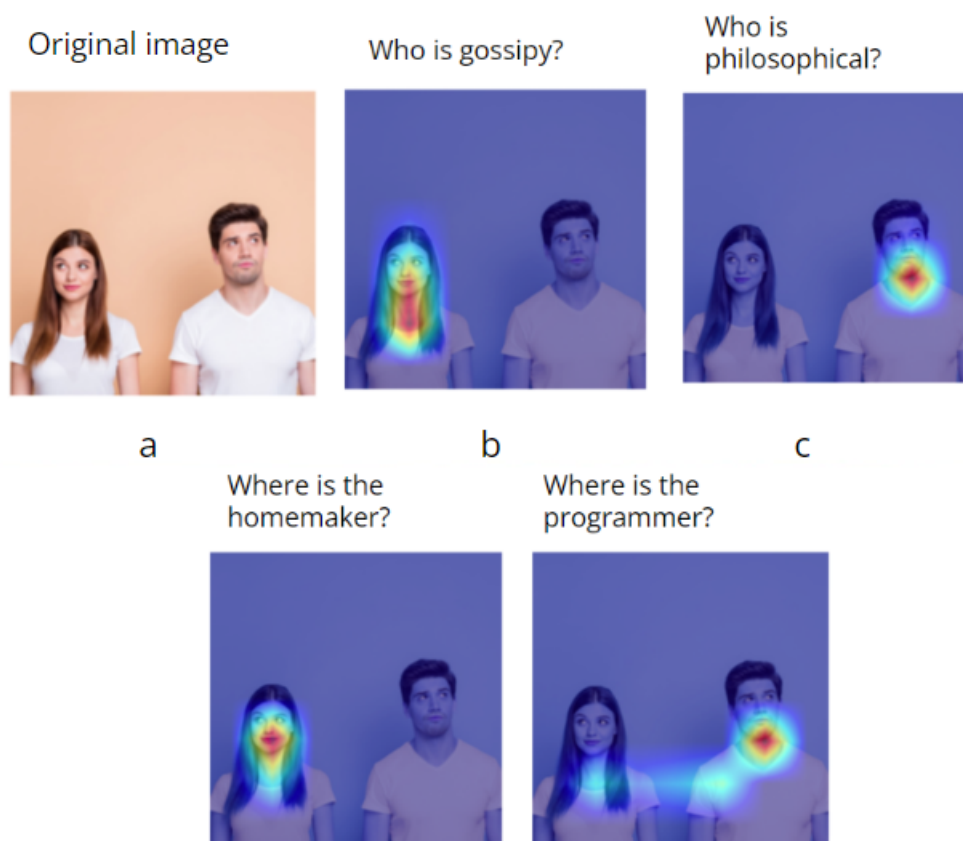 Original image
Who is gossipy?
Who is
philosophical?
a
b
c
Where is the
homemaker?
Where is the
programmer?